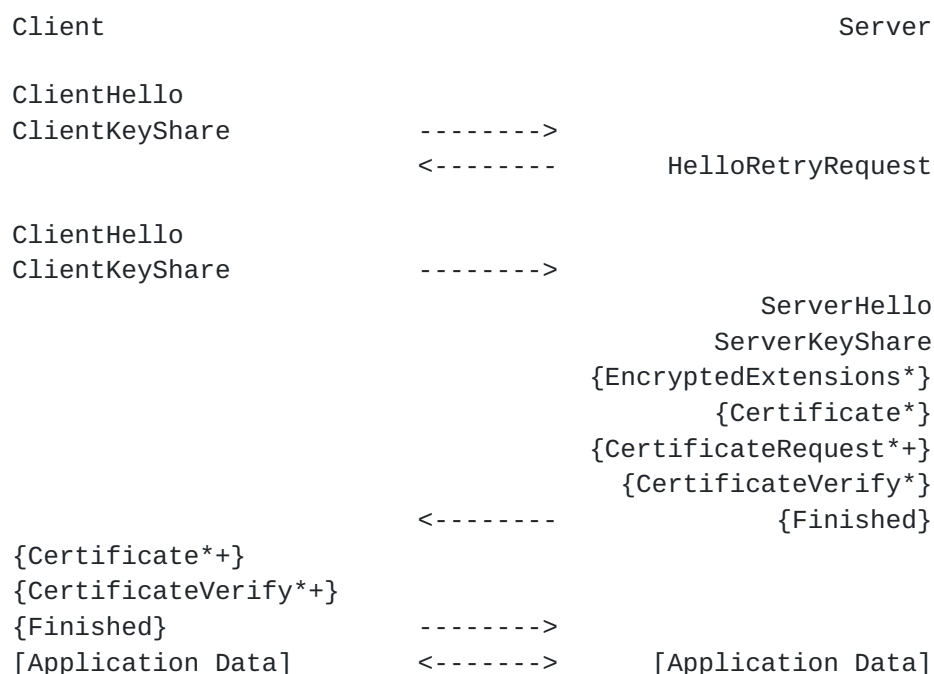 Client                                               Server

ClientHello
ClientKeyShare            -------->
                          <--------       HelloRetryRequest

ClientHello
ClientKeyShare            -------->
                                                ServerHello
                                             ServerKeyShare
                                     {EncryptedExtensions*}
                                             {Certificate*}
                                     {CertificateRequest*+}
                                       {CertificateVerify*}
                          <--------              {Finished}
{Certificate*+}
{CertificateVerify*+}
{Finished}                -------->
[Application Data]        <------->      [Application Data]